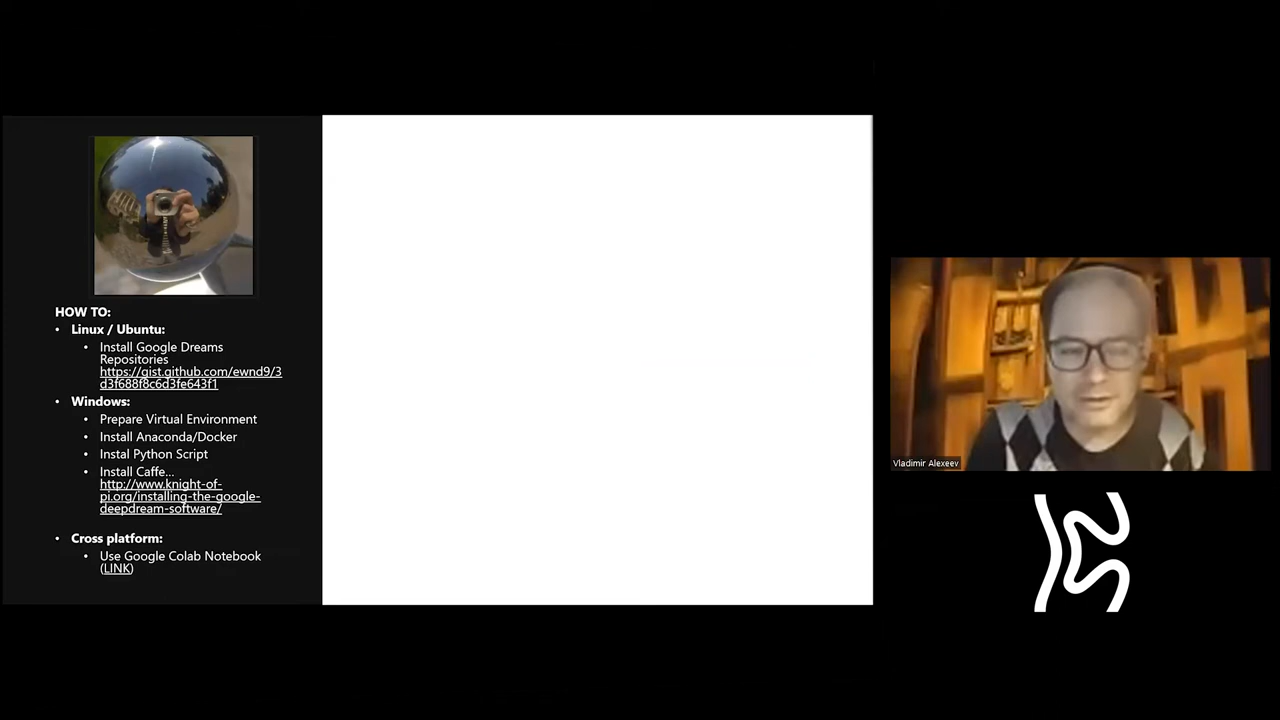 HOW TO:
• Linux / Ubuntu:
• Install Google Dreams
Repositories
https://gist.github.com/ewnd9/3
d3f688f8c6d3fe643f1
• Windows:
• Prepare Virtual Environment
• Install Anaconda/Docker
• Instal Python Script
• Install Caffe...
http://www.knight-of-
pi.org/installing-the-google-
deepdream-software/
• Cross platform:
• Use Google Colab Notebook
(LINK)
Vladimir Alexeev